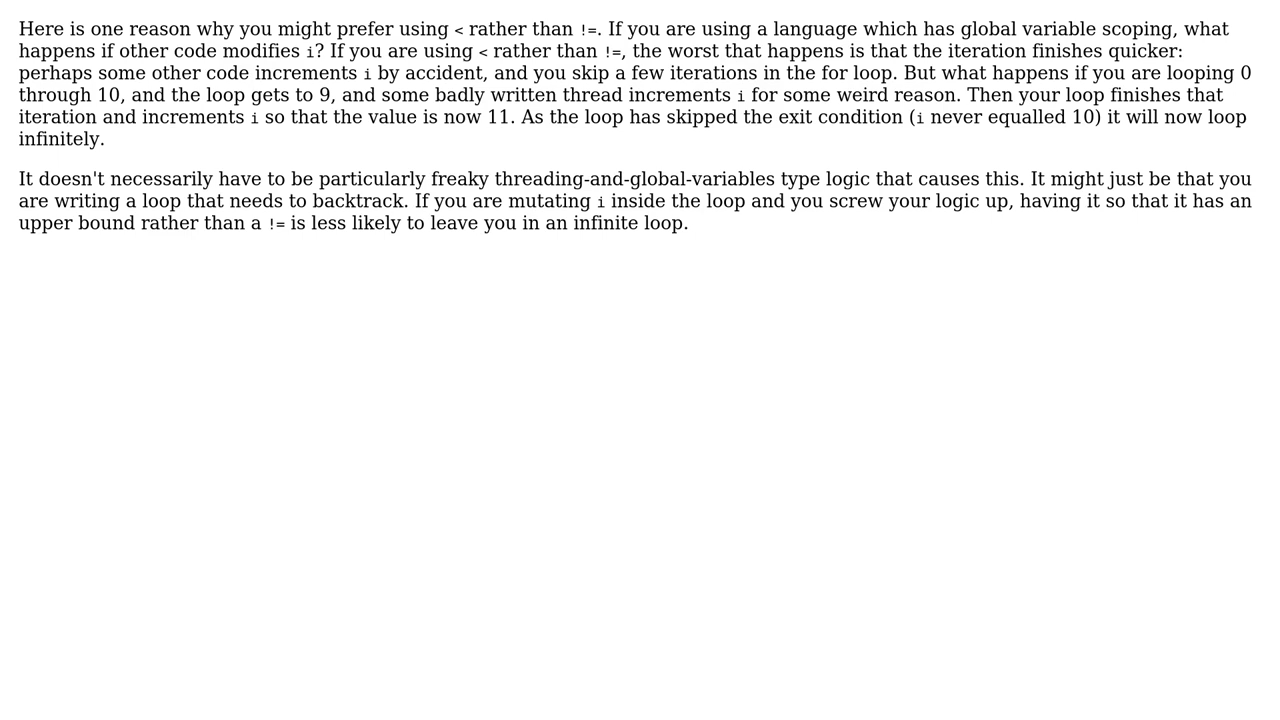 Here is one reason why you might prefer using < rather than !=. If you are using a language which has global variable scoping, what
happens if other code modifies i? If you are using < rather than !=, the worst that happens is that the iteration finishes quicker:
perhaps some other code increments i by accident, and you skip a few iterations in the for loop. But what happens if you are looping 0
through 10, and the loop gets to 9, and some badly written thread increments i for some weird reason. Then your loop finishes that
iteration and increments i so that the value is now 11. As the loop has skipped the exit condition (i never equalled 10) it will now loop
infinitely.
It doesn't necessarily have to be particularly freaky threading-and-global-variables type logic that causes this. It might just be that you
are writing a loop that needs to backtrack. If you are mutating i inside the loop and you screw your logic up, having it so that it has an
upper bound rather than a != is less likely to leave you in an infinite loop.